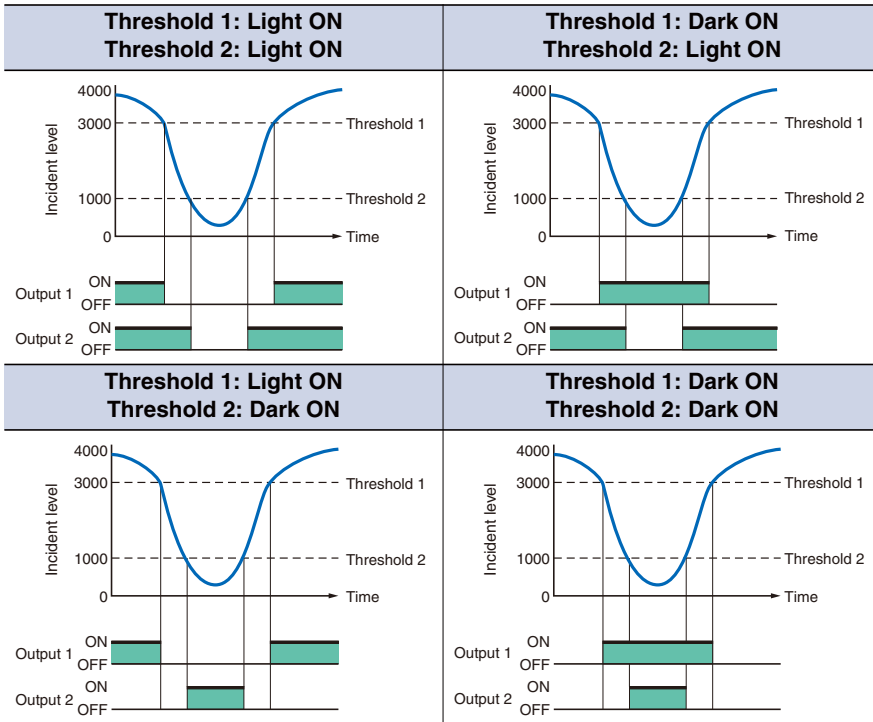 Threshold 1: Light ON
Threshold 2: Light ON
Threshold 1: Dark ON
Threshold 2: Light ON
4000
3000
1000
0
Incident level
Threshold 1
Threshold 2
Time
Output 1
ON
OFF
Output 2
ON
OFF
4000
3000
1000
0
Incident level
Threshold 1
Threshold 2
Time
Output 1
ON
OFF
Output 2
ON
OFF
Threshold 1: Light ON
Threshold 2: Dark ON
Threshold 1: Dark ON
Threshold 2: Dark ON
4000
3000
1000
0
Incident level
Threshold 1
Threshold 2
Time
Output 1
ON
OFF
Output 2
ON
OFF
4000
3000
1000
0
Incident level
Threshold 1
Threshold 2
Time
Output 1
ON
OFF
Output 2
ON
OFF